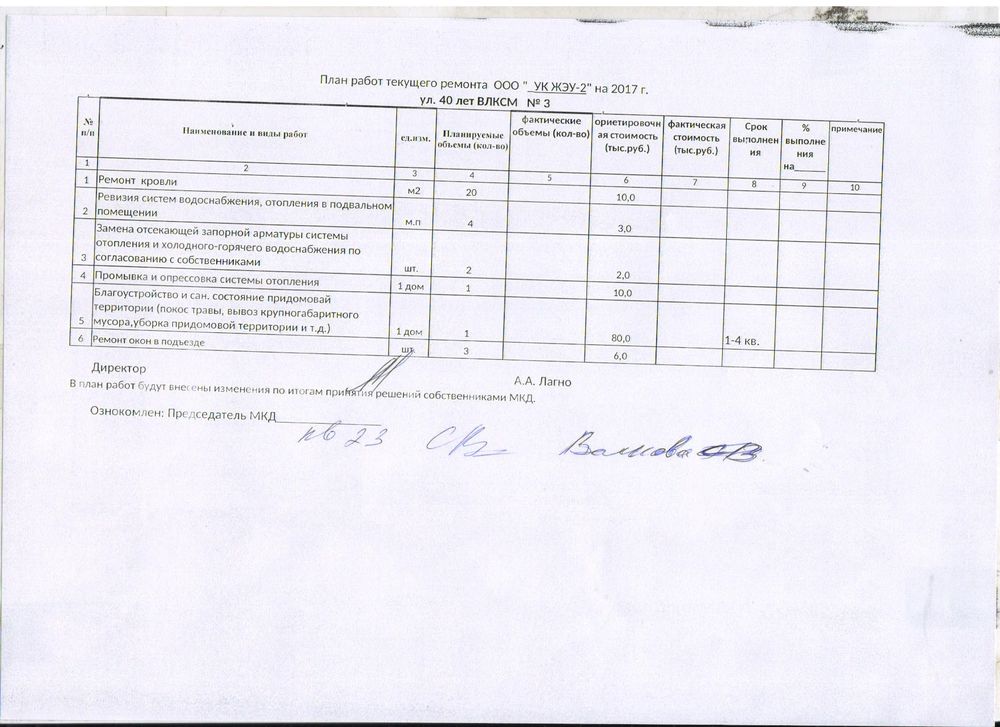 План работ текущего ремонта ООО "_УК ЖЭУ-2" на 2017 г.
ул. 40 лет ВЛКСМ № 3
№ п/п Наименование и виды работ ед.изм. Планируемые объемы (кол-во) фактические объемы (кол-во) ориетировочная стоимость (тыс.руб.) фактическая стоимость (тыс.руб.) Срок выполнения % выполнения на______ примечание
1 2 3 4 5 6 7 8 9 10
1 Ремонт кровли м2 20 10,0
Ревизия систем водоснабжения, отопления в подвальном
2 помещении м.п 4 3,0
Замена отсекающей запорной арматуры системы
отопления и холодного-горячего водоснабжения по
3 согласованию с собственниками шт. 2 2,0
4 Промывка и опрессовка системы отопления 1 дом 1 10,0
Благоустройство и сан. состояние придомовай
территории (покос травы, вывоз крупногабаритного
5 мусора,уборка придомовой территории и т.д.) 1 дом 1 80,0 1-4 кв.
6 Ремонт окон в подъезде шт. 3 6,0
Директор А.А. Лагно
В план работ будут внесены изменения по итогам принятия решений собственниками МКД.
Ознокомлен: Председатель МКД_______________
кв 23 Волкова